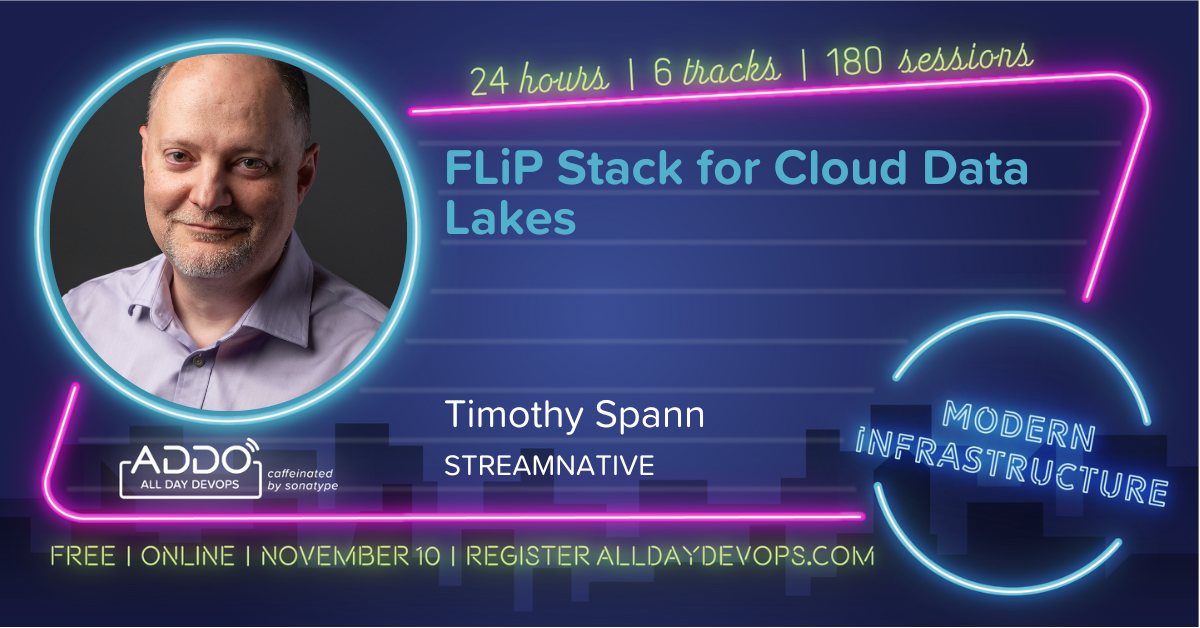 24 hours | 6 tracks | 180 sessions
FLiP Stack for Cloud Data
Lakes
Timothy Spann
STREAMNATIVE
MODERN
iNFRASTRUCTURE
ADDO
ALL DAY DEVOPS
caffeinated
by sonatype
FREE | ONLINE | NOVEMBER 10 | REGISTER ALLDAYDEVOPS.COM